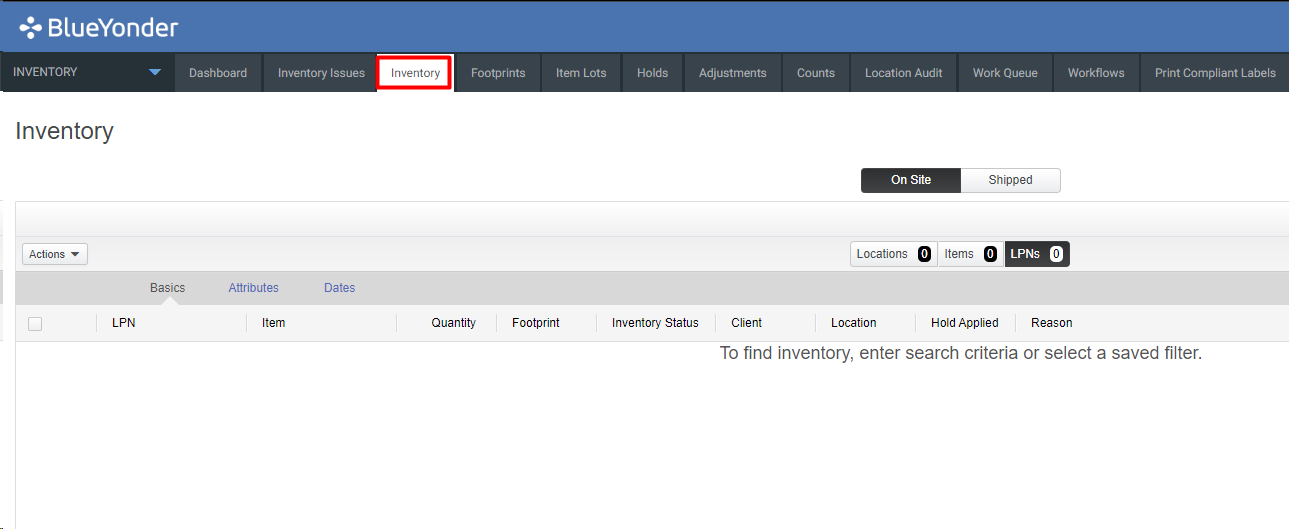 BlueYonder
INVENTORY Dashboard Inventory Issues Inventory Footprints Item Lots Holds Adjustments Counts Location Audit Work Queue Workflows Print Compliant Labels
Inventory
On Site Shipped
Actions Locations 0 Items 0 LPNs 0
Basics Attributes Dates
LPN Item Quantity Footprint Inventory Status Client Location Hold Applied Reason
To find inventory, enter search criteria or select a saved filter.